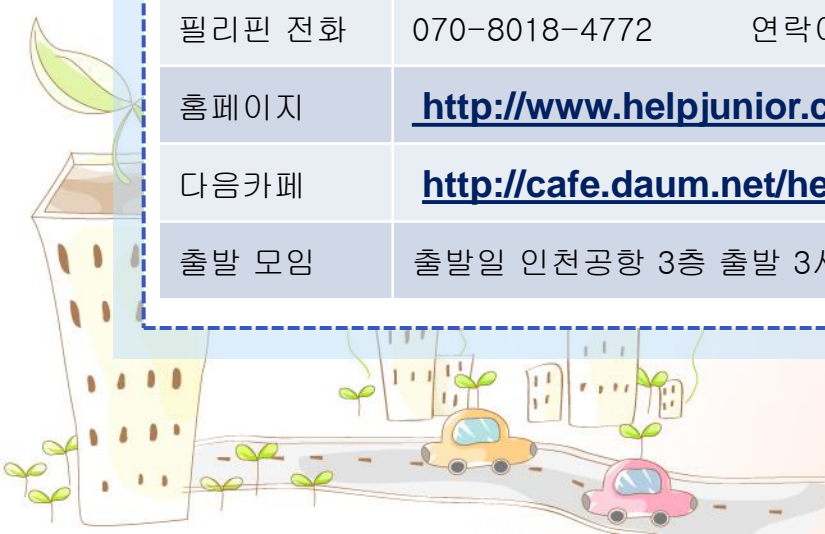 필리핀 전화 070-8018-4772
홈페이지 http://www.helpjunior.c
다음카페 http://cafe.daum.net/he
출발 모임 출발일 인천공항 3층 출발 3